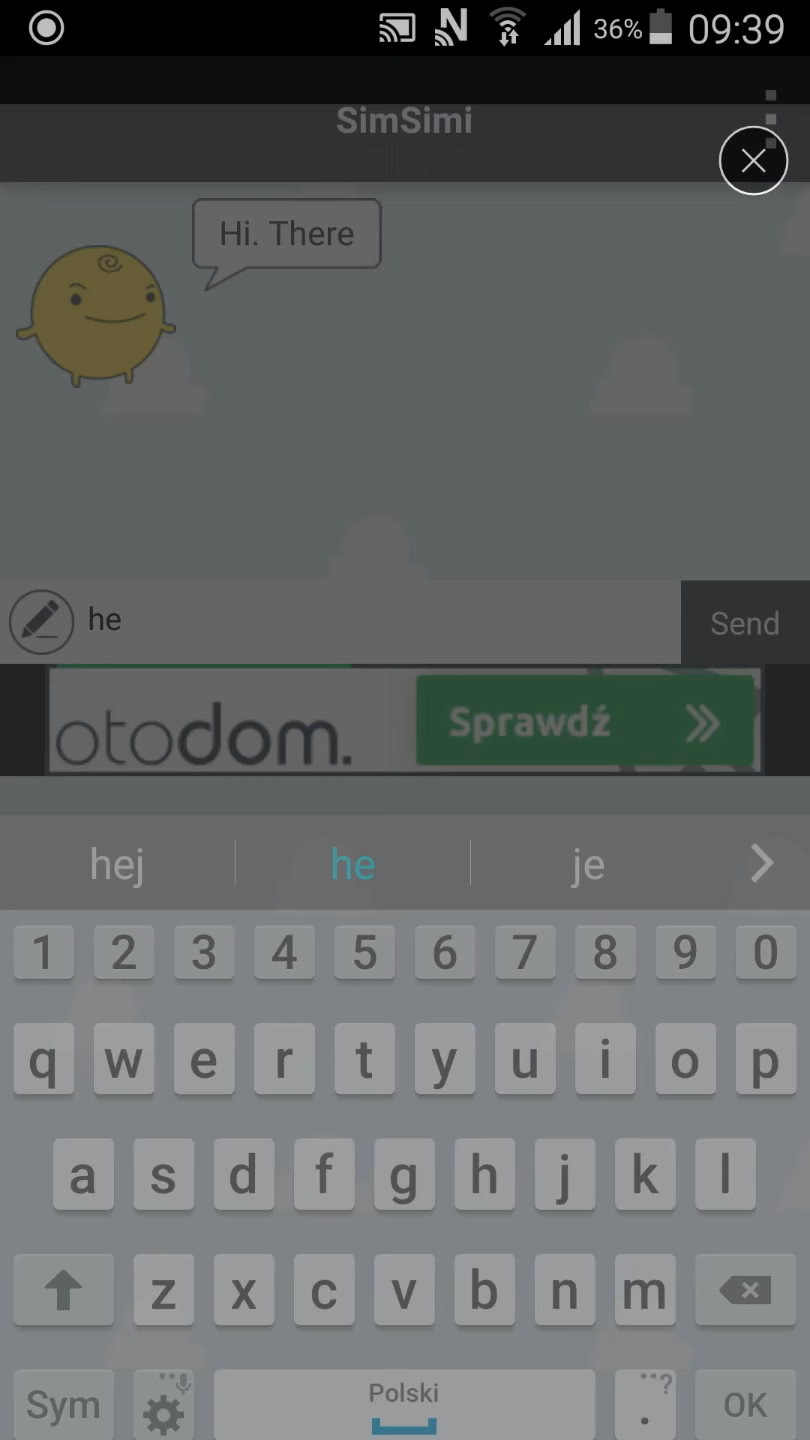 36% 09:39
SimSimi
Hi. There
he
Send
otodom.
Sprawdź
hej he je
1 2 3 4 5 6 7 8 9 0
q w e r t y u i o p
a s d f g h j k l
z x c v b n m
Sym Polski . ? OK